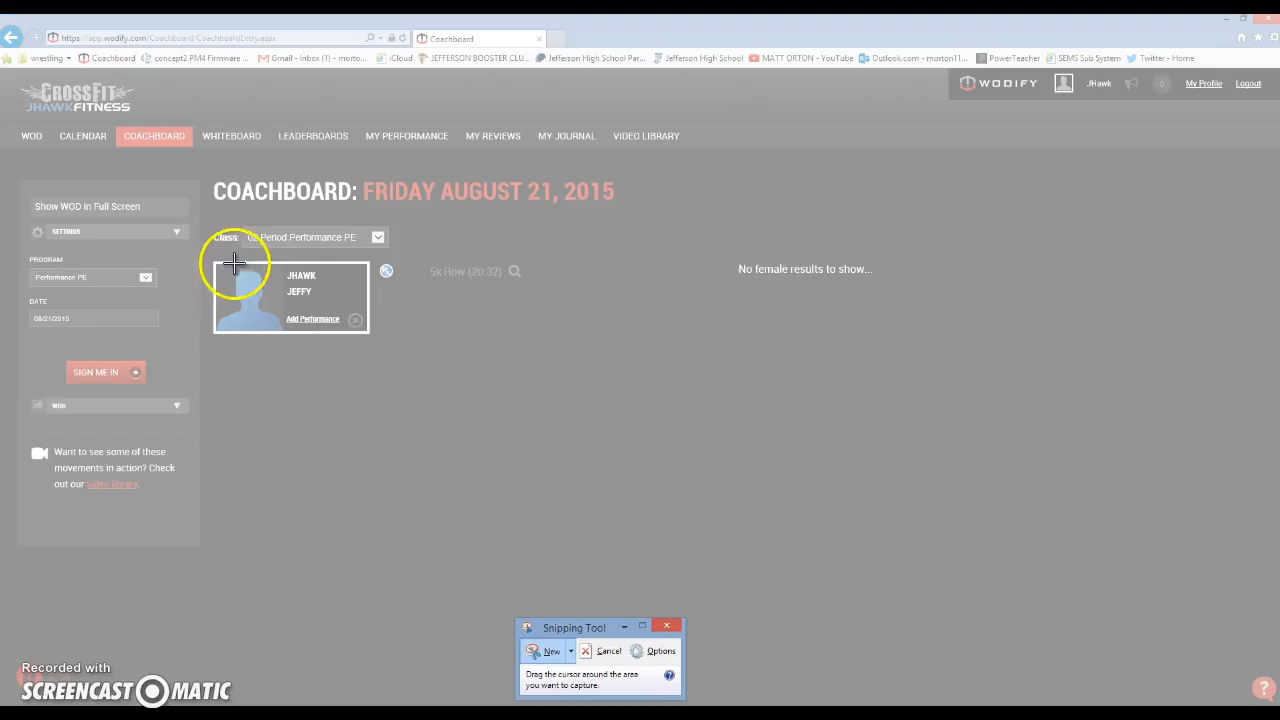 https://app.wodify.com/Coachboard/CoachboardEntry.aspx
Coachboard
wrestling
Coachboard
concept2 PM4 Firmware ...
Gmail - Inbox (1) - morto...
iCloud
JEFFERSON BOOSTER CLU...
Jefferson High School Par...
Jefferson High School
MATT ORTON - YouTube
Outlook.com - morton11...
PowerTeacher
SEMS Sub System
Twitter - Home
CROSSFIT
JHAWKFITNESS
WODIFY
JHawk
0
My Profile
Logout
WOD
CALENDAR
COACHBOARD
WHITEBOARD
LEADERBOARDS
MY PERFORMANCE
MY REVIEWS
MY JOURNAL
VIDEO LIBRARY
COACHBOARD: FRIDAY AUGUST 21, 2015
Show WOD in Full Screen
SETTINGS
PROGRAM
Performance PE
DATE
08/21/2015
SIGN ME IN
WOD
Want to see some of these
movements in action? Check
out our video library.
Class: 02 Period Performance PE
JHAWK
JEFFY
Add Performance
5k Row (20:32)
No female results to show...
Snipping Tool
New
Cancel
Options
Drag the cursor around the area
you want to capture.
Recorded with
SCREENCAST MATIC